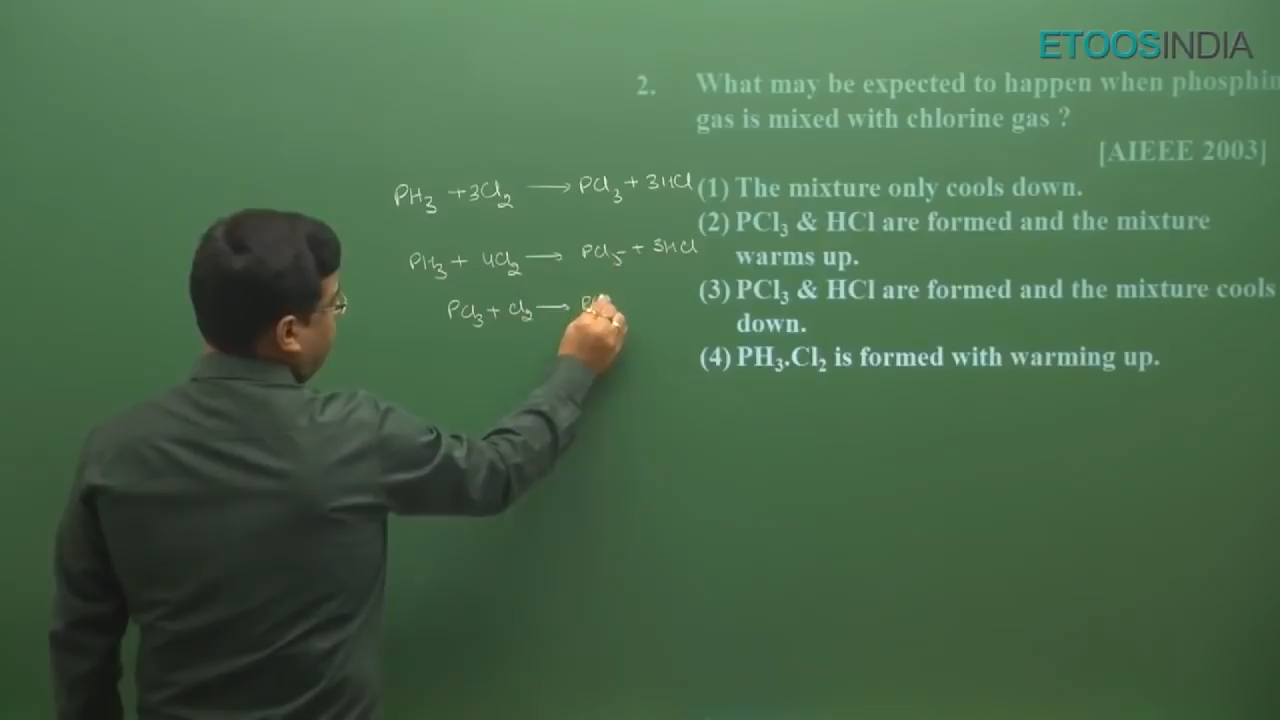 ETOOSINDIA
2. What may be expected to happen when phosphin
gas is mixed with chlorine gas ?
[AIEEE 2003]
(1) The mixture only cools down.
(2) PCl₃ & HCl are formed and the mixture
warms up.
(3) PCl₃ & HCl are formed and the mixture cools
down.
(4) PH₃.Cl₂ is formed with warming up.
PH₃ + 3Cl₂ → PCl₃ + 3HCl
PH₃ + 4Cl₂ → PCl₅ + 3HCl
PCl₃ + Cl₂ →